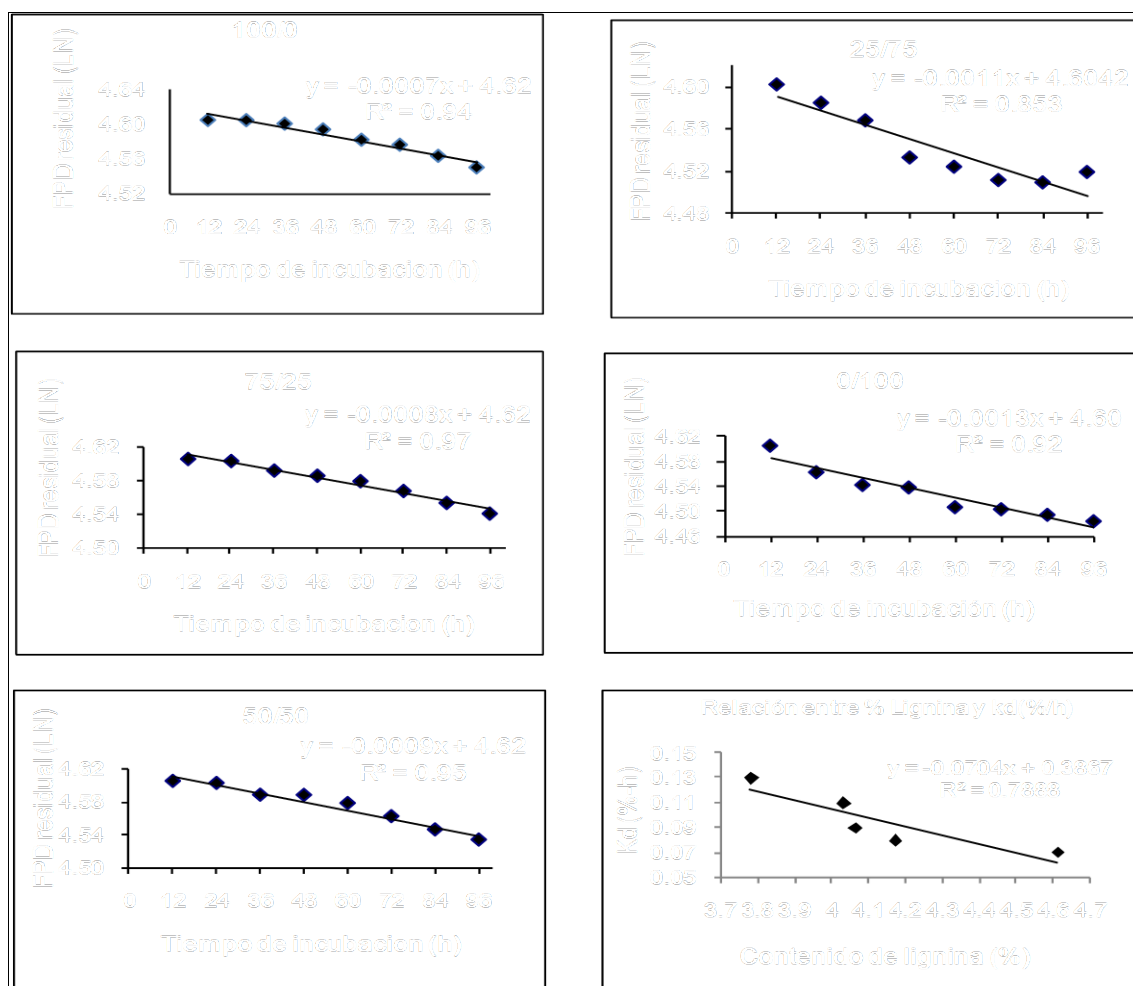 100/0
FPD residual (LN)
y = -0.0007x + 4.62
R² = 0.94
4.64
4.60
4.56
4.52
0 12 24 36 48 60 72 84 96
Tiempo de incubacion (h)
25/75
FPD residual (LN)
y = -0.0011x + 4.6042
R² = 0.853
4.60
4.56
4.52
4.48
0 12 24 36 48 60 72 84 96
Tiempo de incubacion (h)
75/25
FPD residual (LN)
y = -0.0008x + 4.62
R² = 0.97
4.62
4.58
4.54
4.50
0 12 24 36 48 60 72 84 96
Tiempo de incubacion (h)
0/100
FPD residual (LN)
y = -0.0013x + 4.60
R² = 0.92
4.62
4.58
4.54
4.50
4.46
0 12 24 36 48 60 72 84 96
Tiempo de incubación (h)
50/50
FPD residual (LN)
y = -0.0009x + 4.62
R² = 0.95
4.62
4.58
4.54
4.50
0 12 24 36 48 60 72 84 96
Tiempo de incubacion (h)
Relación entre % Lignina y kd (%/h)
Kd (%.h)
y = -0.0704x + 0.3867
R² =
0.15
0.13
0.11
0.09
0.07
0.05
3.7 3.8 3.9 4 4.1 4.2 4.3 4.4 4.5 4.6 4.7
Contenido de lignina (%)